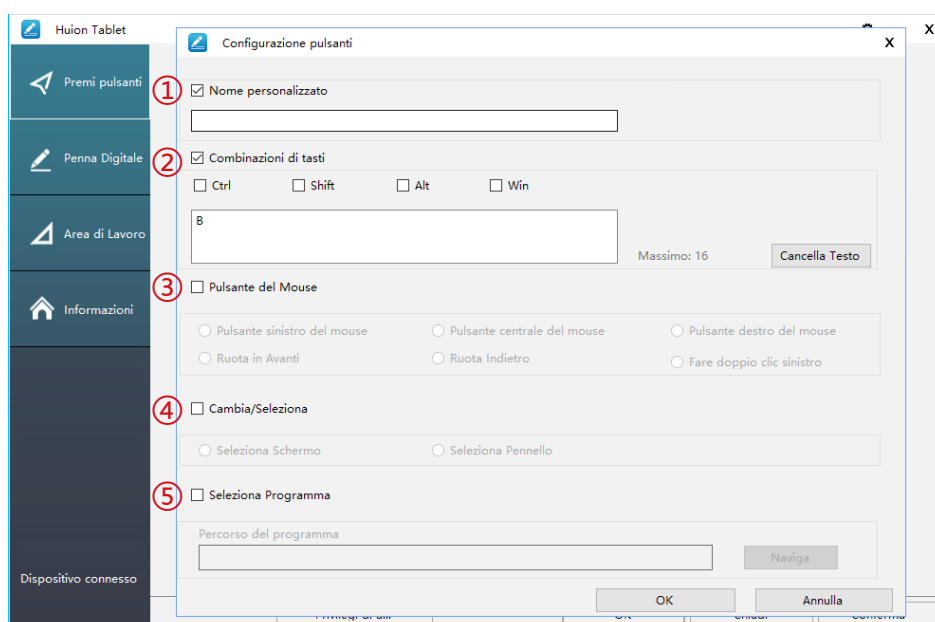 Huion Tablet
X
Configurazione pulsanti
X
Premi pulsanti
① Nome personalizzato
Penna Digitale
② Combinazioni di tasti
Ctrl Shift Alt Win
B
Area di Lavoro
Massimo: 16 Cancella Testo
③ Pulsante del Mouse
Informazioni
Pulsante sinistro del mouse Pulsante centrale del mouse Pulsante destro del mouse
Ruota in Avanti Ruota Indietro Fare doppio clic sinistro
④ Cambia/Seleziona
Seleziona Schermo Seleziona Pennello
⑤ Seleziona Programma
Percorso del programma
Naviga
Dispositivo connesso
OK Annulla